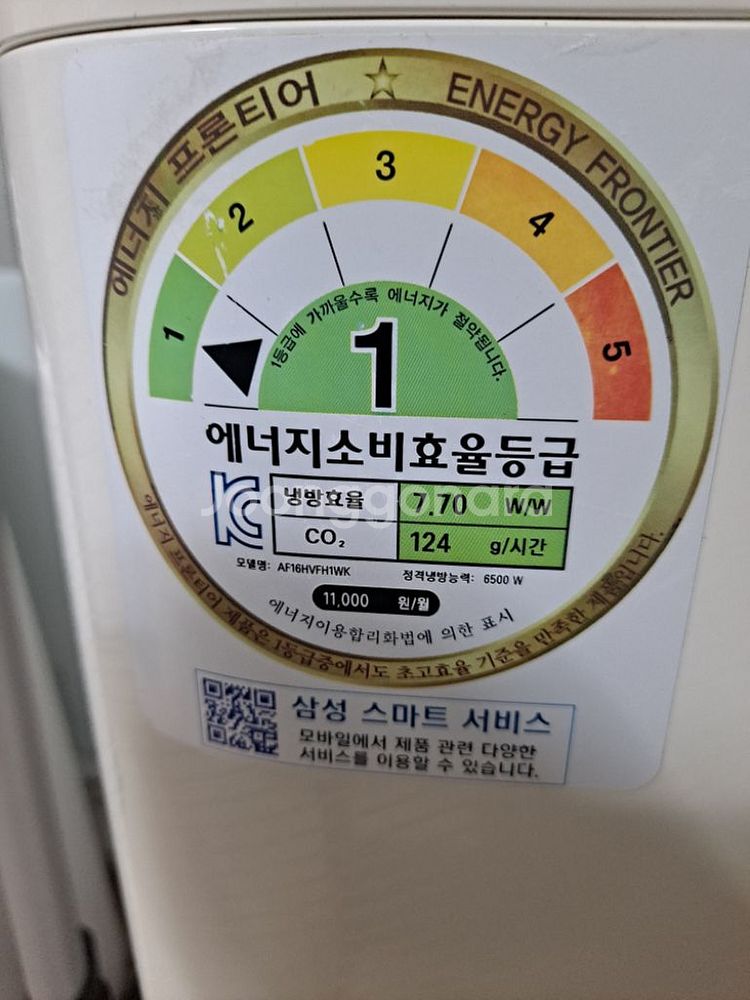 에너지 프론티어 ENERGY FRONTIER
1
2
3
4
5
1등급에 가까울수록 에너지가 절약됩니다.
1
에너지소비효율등급
냉방효율 7.70 W/W
CO₂ 124 g/시간
모델명: AF16HVFH1WK 정격냉방능력: 6500 W
11,000 원/월
에너지이용합리화법에 의한 표시
에너지 프론티어 제품은 1등급중에서도 초고효율 기준을 만족한 제품입니다.
삼성 스마트 서비스
모바일에서 제품 관련 다양한
서비스를 이용할 수 있습니다.
Joonggonara